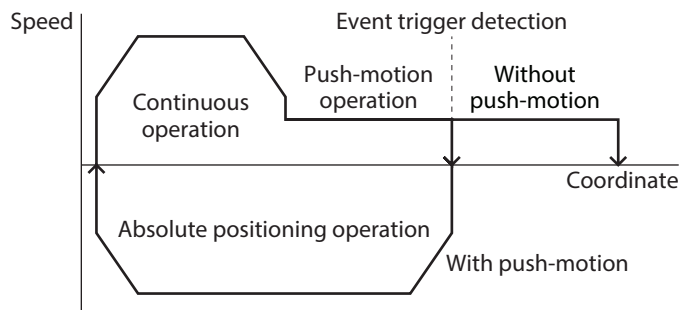 Speed
Event trigger detection
Push-motion
operation
Without
push-motion
Continuous
operation
Coordinate
Absolute positioning operation
With push-motion